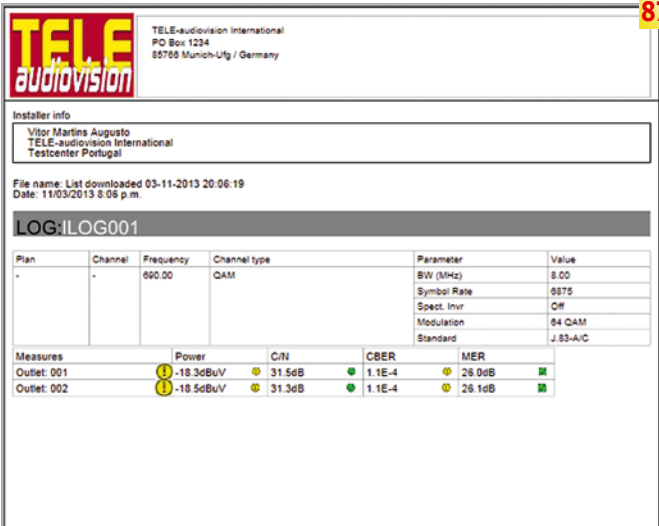 87
TELE
audiovision
TELE-audiovision International
PO Box 1234
85766 Munich-Ufg / Germany
Installer info
Vitor Martins Augusto
TELE-audiovision International
Testcenter Portugal
File name: List downloaded 03-11-2013 20:06:19
Date: 11/03/2013 8:06 p.m.
LOG:ILOG001
Plan Channel Frequency Channel type Parameter Value
- - 690.00 QAM BW (MHz) 8.00
Symbol Rate 6875
Spect. Invr Off
Modulation 64 QAM
Standard J.83-A/C
Measures Power C/N CBER MER
Outlet: 001 -18.3dBuV 31.5dB 1.1E-4 26.0dB
Outlet: 002 -18.5dBuV 31.3dB 1.1E-4 26.1dB